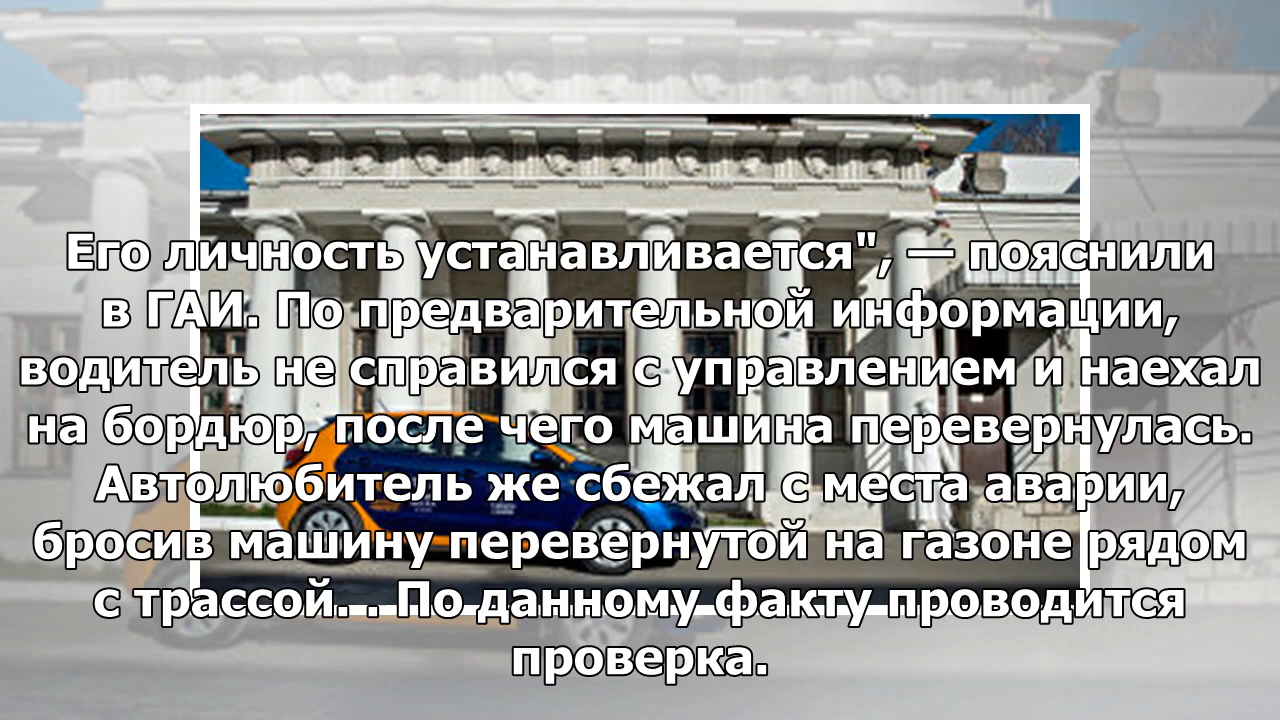 Его личность устанавливается", — пояснили
в ГАИ. По предварительной информации,
водитель не справился с управлением и наехал
на бордюр, после чего машина перевернулась.
Автолюбитель же сбежал с места аварии,
бросив машину перевернутой на газоне рядом
с трассой. . По данному факту проводится
проверка.